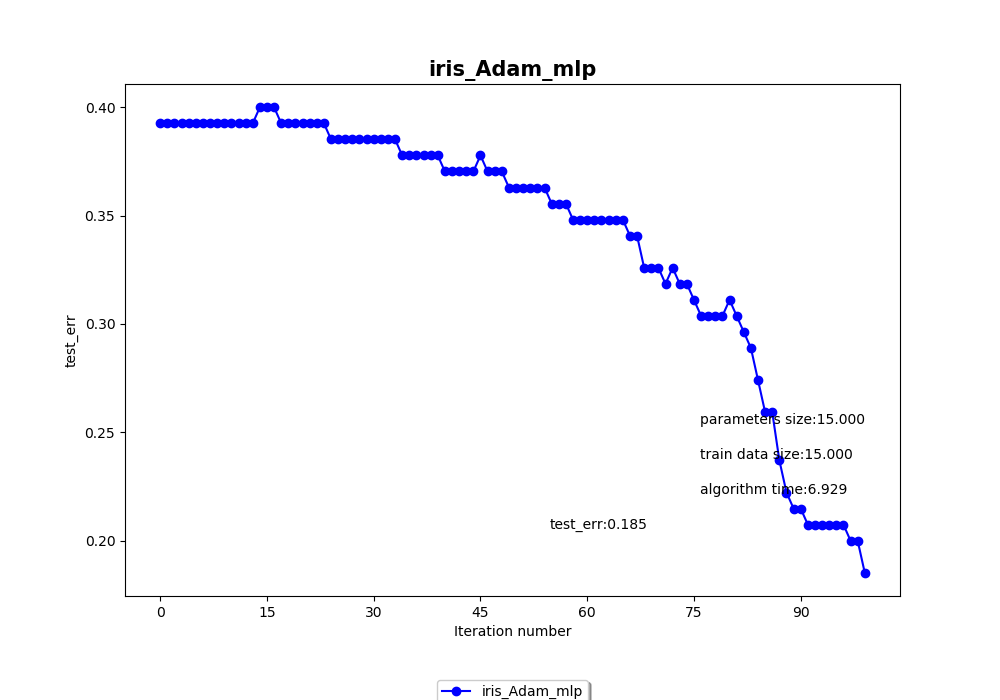 iris_Adam_mlp
0.40
0.35
0.30
0.25
0.20
test_err
parameters size:15.000
train data size:15.000
algorithm time:6.929
test_err:0.185
0 15 30 45 60 75 90
Iteration number
iris_Adam_mlp